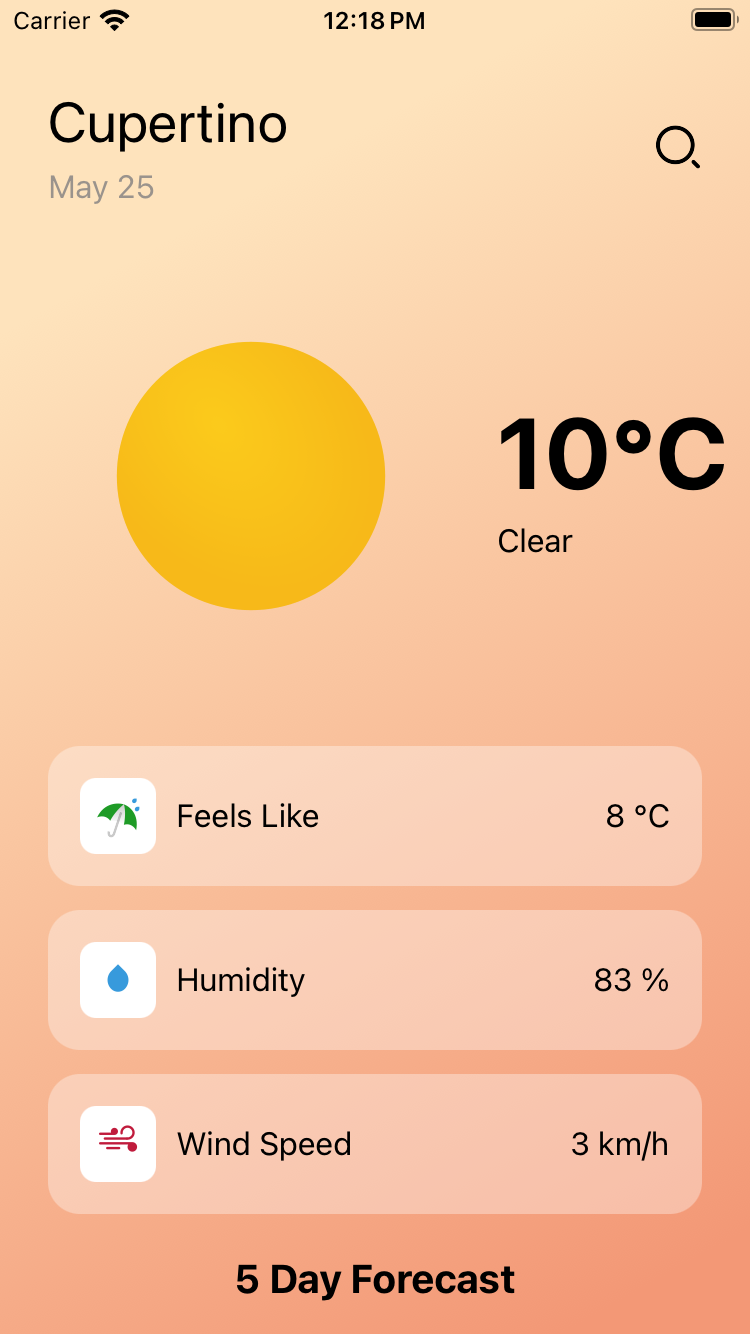 Carrier 12:18 PM
Cupertino
May 25
10°C
Clear
Feels Like 8 °C
Humidity 83 %
Wind Speed 3 km/h
5 Day Forecast